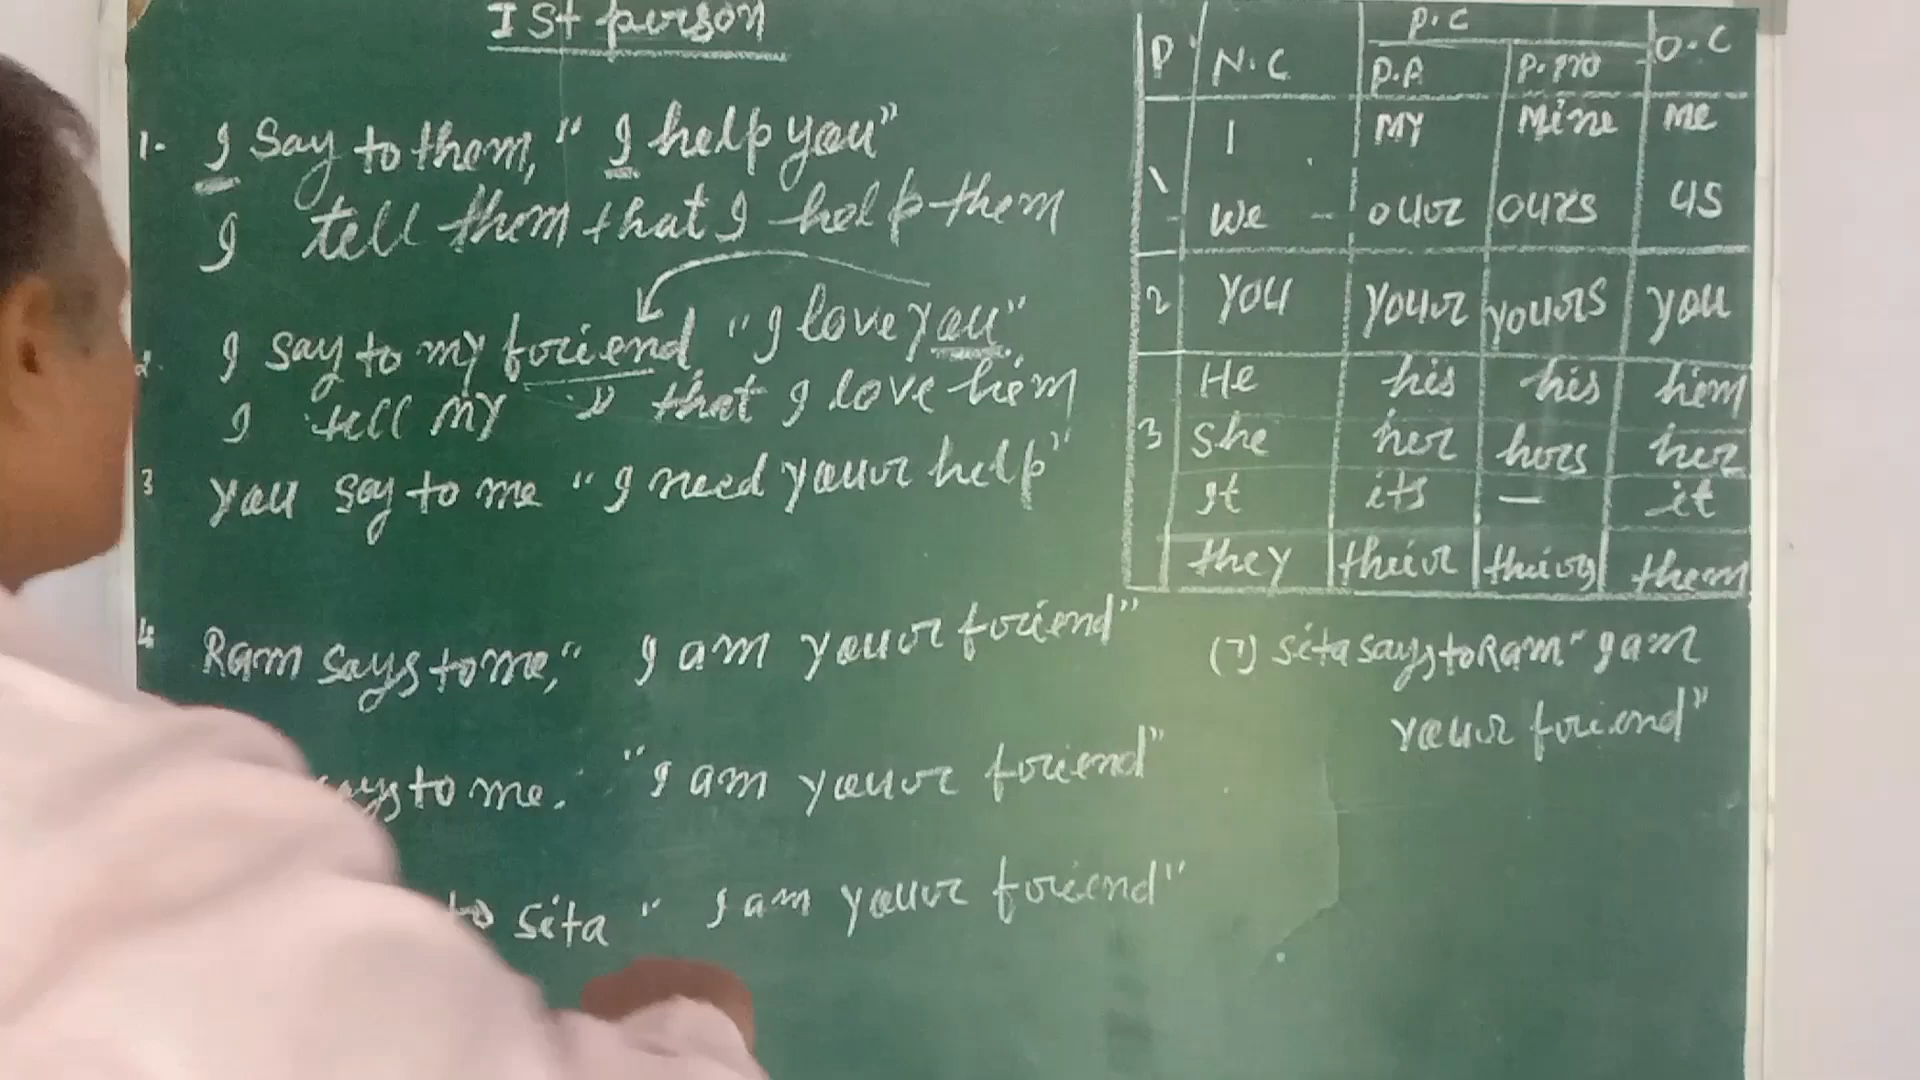 ISt person
1. I Say to them, " I help you"
I tell them that I help them
2. I say to my friend "I love you"
I tell MY " that I love him
3 You say to me "I need your help"
4 Ram says to me," I am your friend"
says to me. "I am your friend"
to Sita " I am your friend"
P N.C P.C O.C
P.A P.Pro
1 I MY Mine Me
We - our ours us
2 You Your yours you
He his his him
3 She her hers her
It its — it
they their theirs them
(7) Sita says to Ram "I am
Your friend"